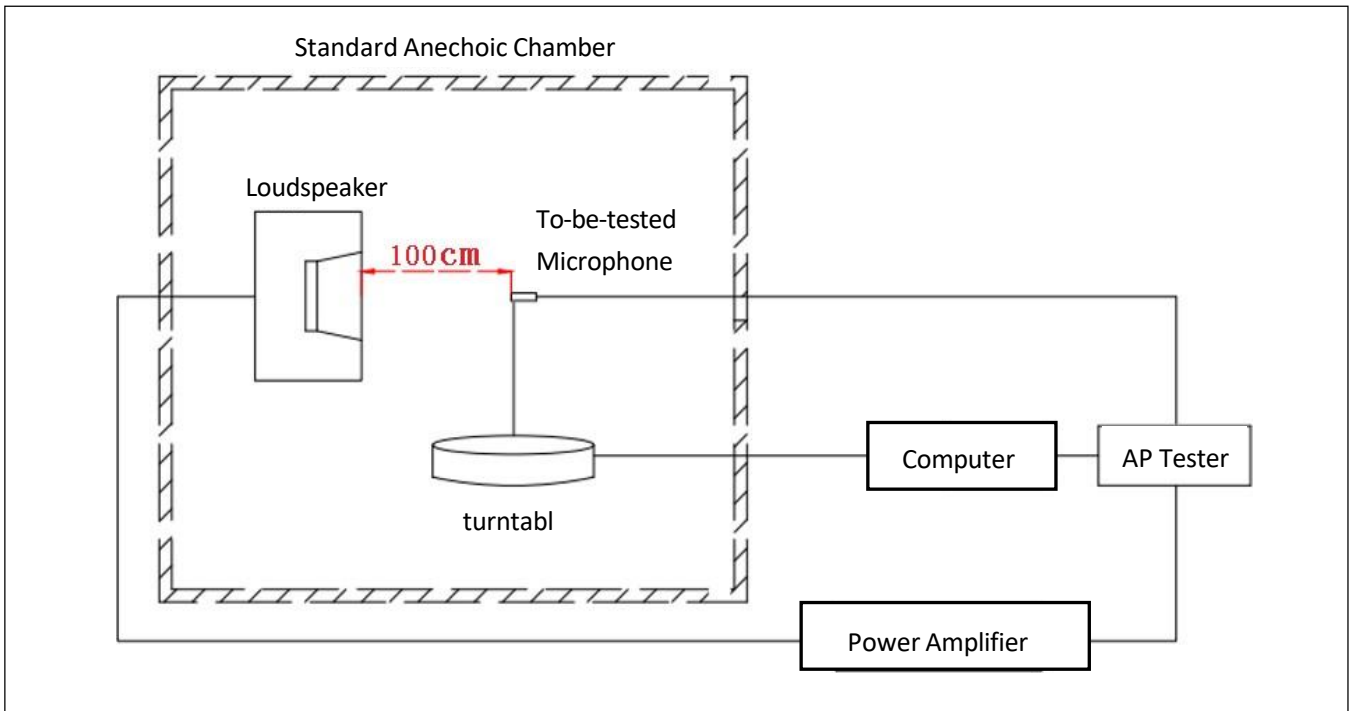 Standard Anechoic Chamber
Loudspeaker
To-be-tested
Microphone
100cm
Computer
AP Tester
turntabl
Power Amplifier